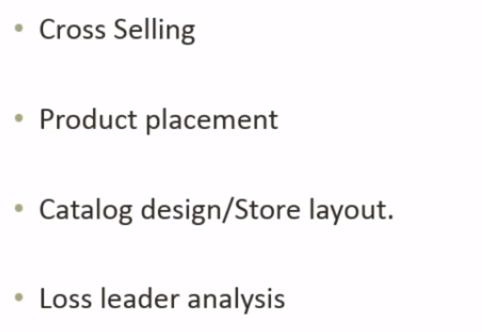 • Cross Selling
• Product placement
• Catalog design/Store layout.
• Loss leader analysis